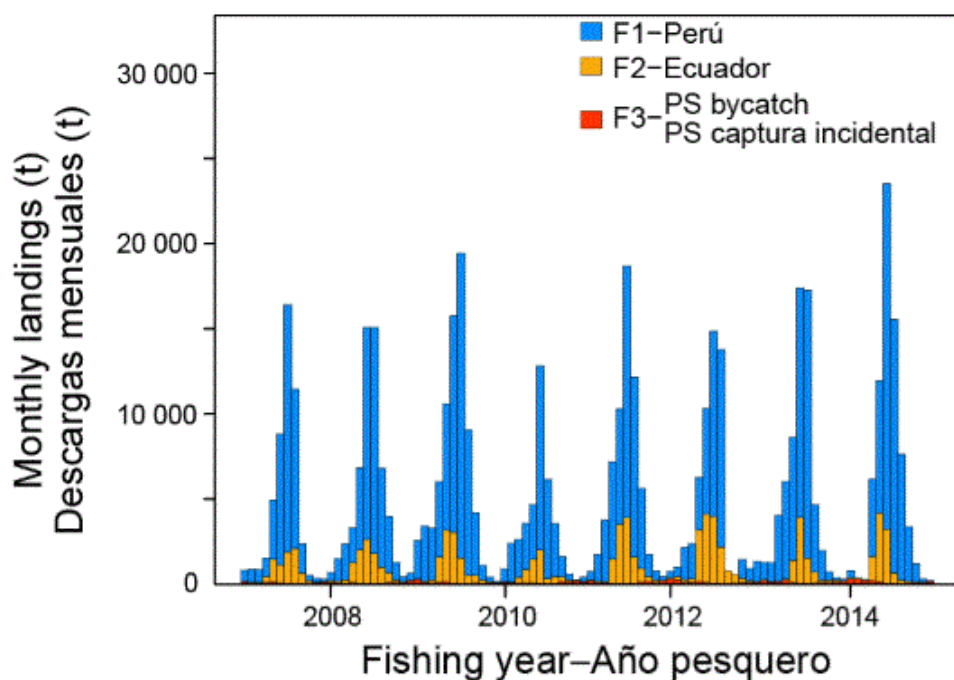 F1–Perú
F2–Ecuador
F3–PS bycatch
PS captura incidental
Monthly landings (t)
Descargas mensuales (t)
30 000
20 000
10 000
0
2008
2010
2012
2014
Fishing year–Año pesquero